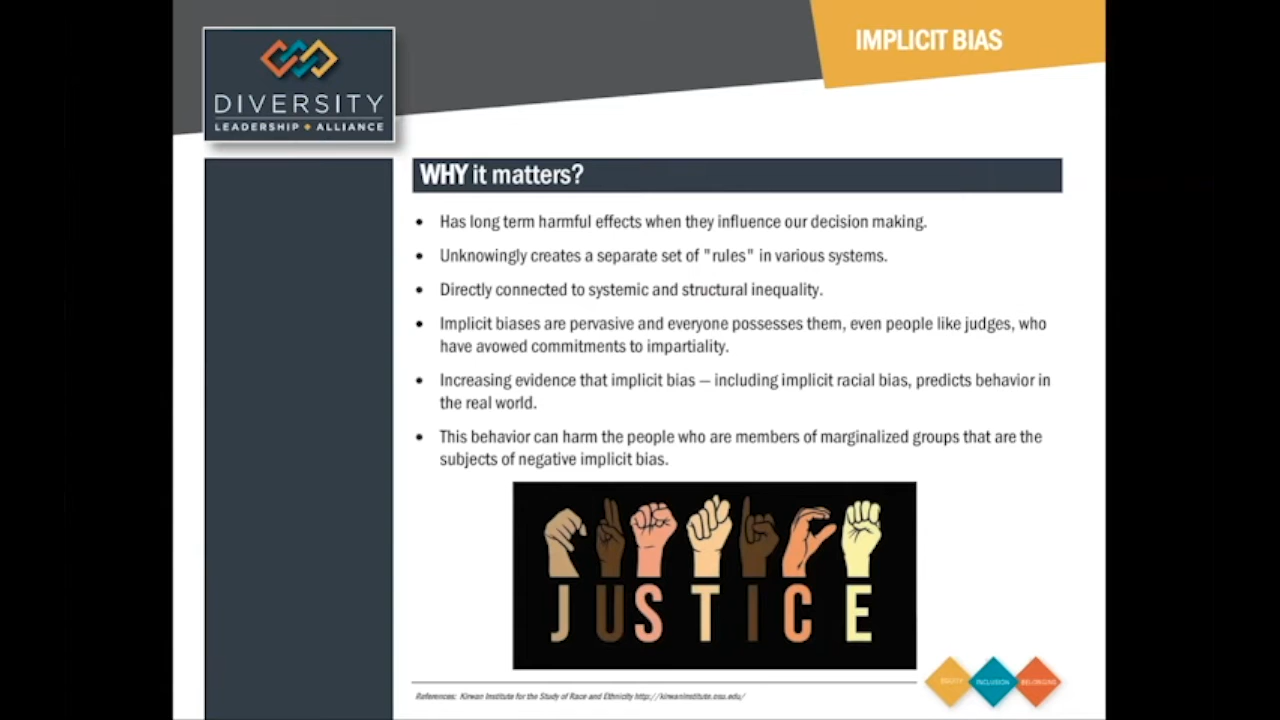 IMPLICIT BIAS
DIVERSITY
LEADERSHIP ALLIANCE
WHY it matters?
• Has long term harmful effects when they influence our decision making.
• Unknowingly creates a separate set of "rules" in various systems.
• Directly connected to systemic and structural inequality.
• Implicit biases are pervasive and everyone possesses them, even people like judges, who
have avowed commitments to impartiality.
• Increasing evidence that implicit bias — including implicit racial bias, predicts behavior in
the real world.
• This behavior can harm the people who are members of marginalized groups that are the
subjects of negative implicit bias.
JUSTICE
EQUITY INCLUSION BELONGING
References: Kirwan Institute for the Study of Race and Ethnicity http://kirwaninstitute.osu.edu/